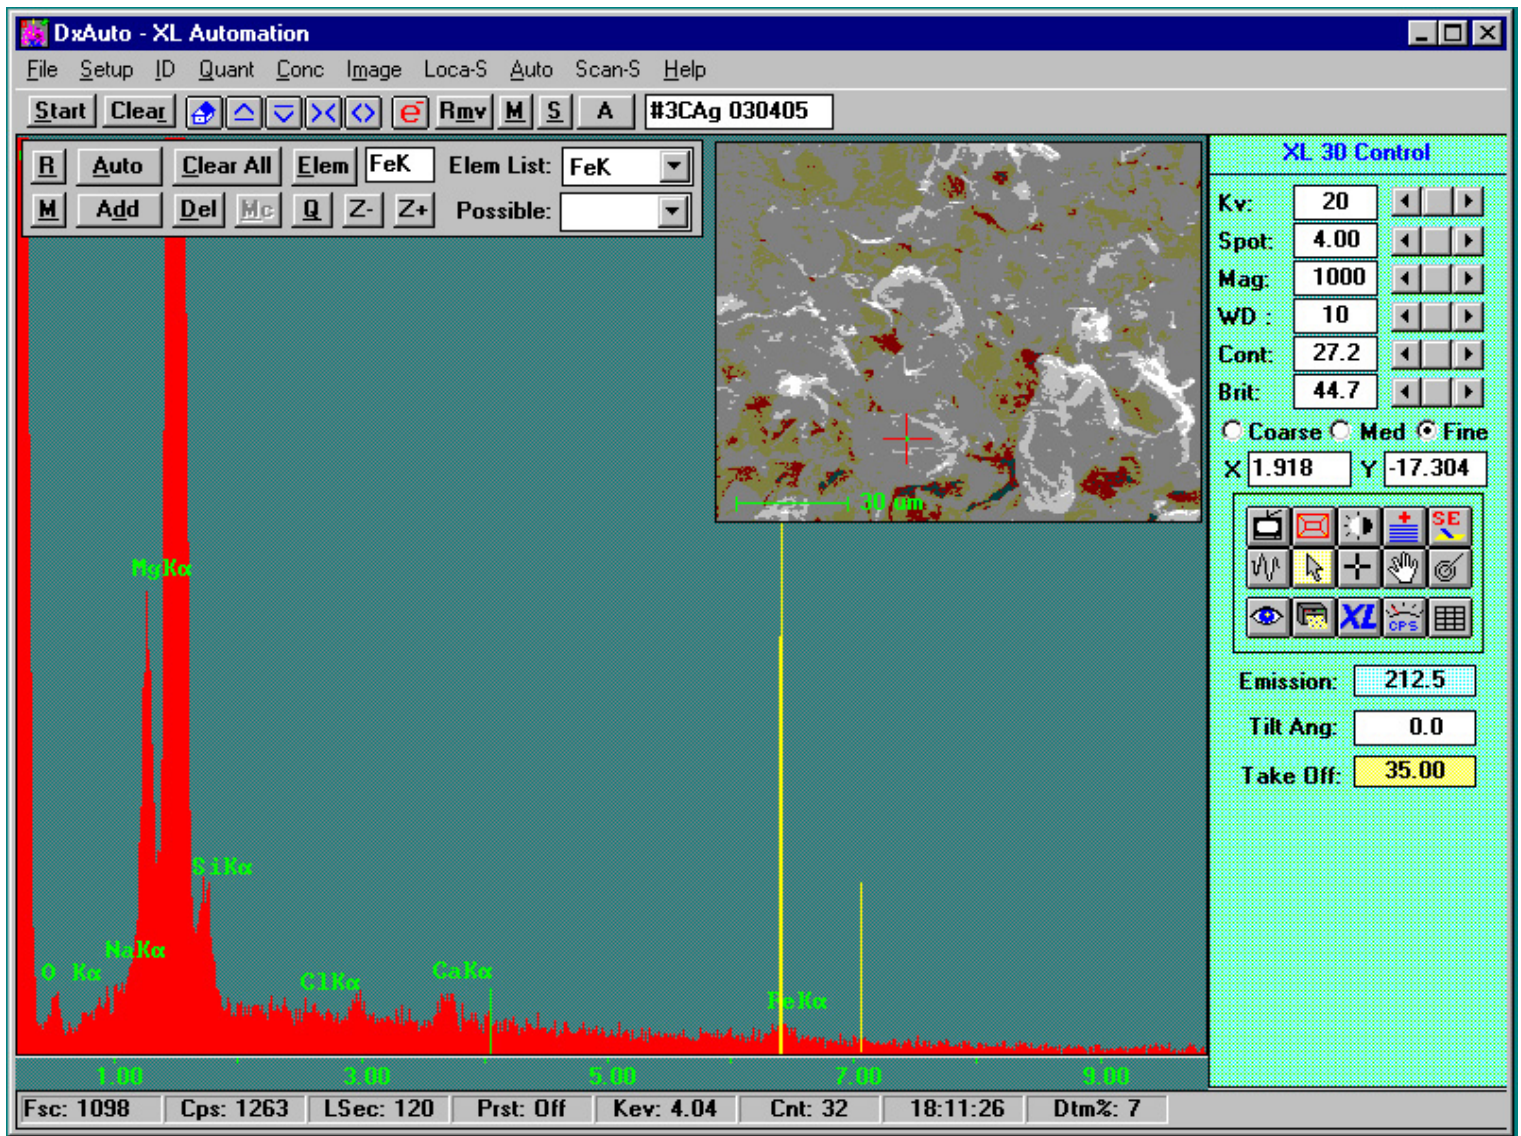 DxAuto - XL Automation
File Setup ID Quant Conc Image Loca-S Auto Scan-S Help
Start Clear e- Rmv M S A #3CAg 030405
R Auto Clear All Elem FeK Elem List: FeK
M Add Del Mc Q Z- Z+ Possible:
30 um
MgKα
SiKα
NaKα
O Kα
ClKα
CaKα
FeKα
1.00 3.00 5.00 7.00 9.00
XL 30 Control
Kv: 20
Spot: 4.00
Mag: 1000
WD : 10
Cont: 27.2
Brit: 44.7
Coarse Med Fine
X 1.918 Y -17.304
SE
XL CPS
Emission: 212.5
Tilt Ang: 0.0
Take Off: 35.00
Fsc: 1098 Cps: 1263 LSec: 120 Prst: Off Kev: 4.04 Cnt: 32 18:11:26 Dtm%: 7